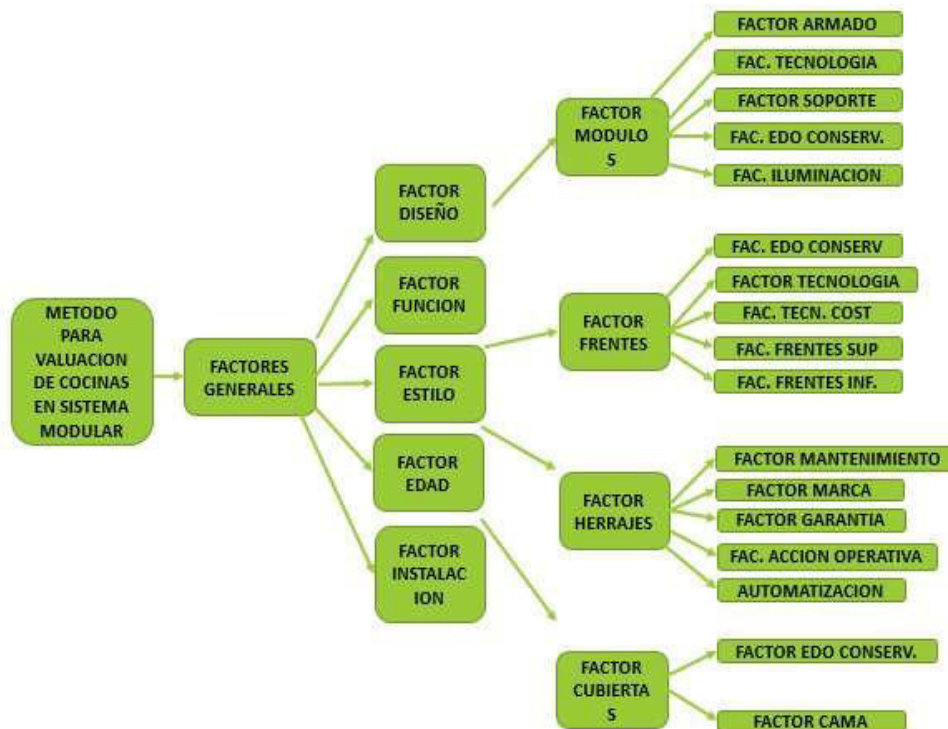 METODO
PARA
VALUACION
DE COCINAS
EN SISTEMA
MODULAR
FACTORES
GENERALES
FACTOR
DISEÑO
FACTOR
FUNCION
FACTOR
ESTILO
FACTOR
EDAD
FACTOR
INSTALAC
ION
FACTOR
MODULO
S
FACTOR ARMADO
FAC. TECNOLOGIA
FACTOR SOPORTE
FAC. EDO CONSERV.
FAC. ILUMINACION
FACTOR
FRENTES
FAC. EDO CONSERV
FACTOR TECNOLOGIA
FAC. TECN. COST
FAC. FRENTES SUP
FAC. FRENTES INF.
FACTOR
HERRAJES
FACTOR MANTENIMIENTO
FACTOR MARCA
FACTOR GARANTIA
FAC. ACCION OPERATIVA
AUTOMATIZACION
FACTOR
CUBIERTA
S
FACTOR EDO CONSERV.
FACTOR CAMA